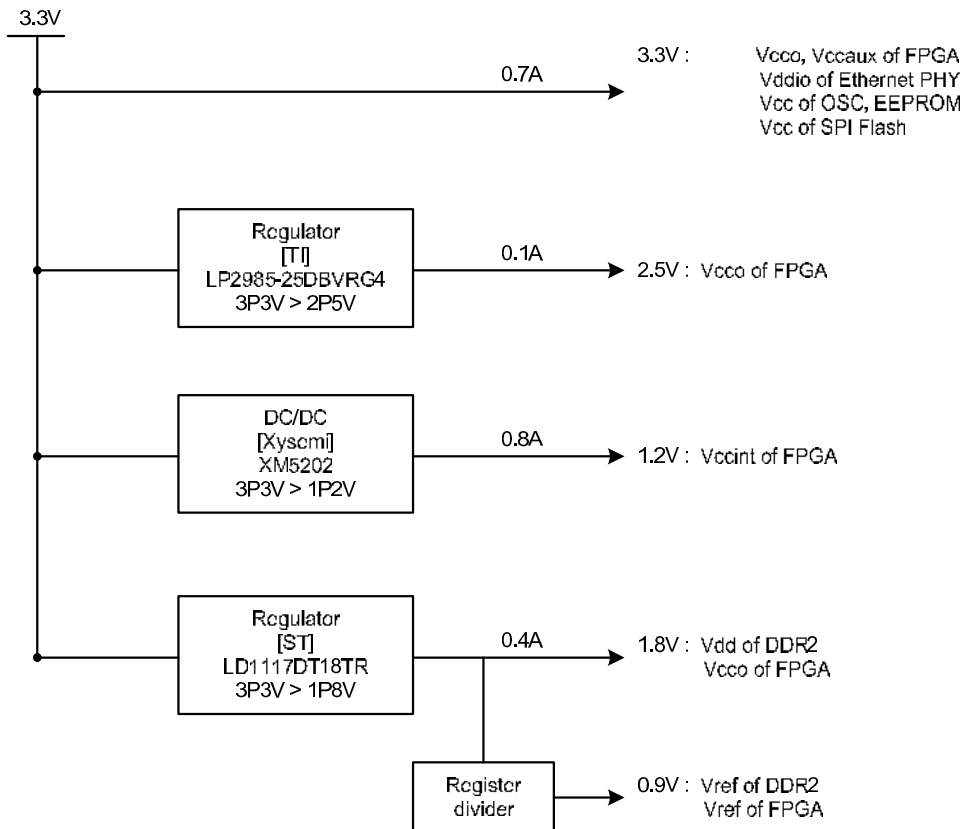 3.3V
0.7A
3.3V :
Vcco, Vccaux of FPGA
Vddio of Ethernet PHY
Vcc of OSC, EEPROM
Vcc of SPI Flash
Regulator
[TI]
LP2985-25DBVRG4
3P3V > 2P5V
0.1A
2.5V : Vcco of FPGA
DC/DC
[Xysemi]
XM5202
3P3V > 1P2V
0.8A
1.2V : Vccint of FPGA
Regulator
[ST]
LD1117DT18TR
3P3V > 1P8V
0.4A
1.8V : Vdd of DDR2
Vcco of FPGA
Register
divider
0.9V : Vref of DDR2
Vref of FPGA